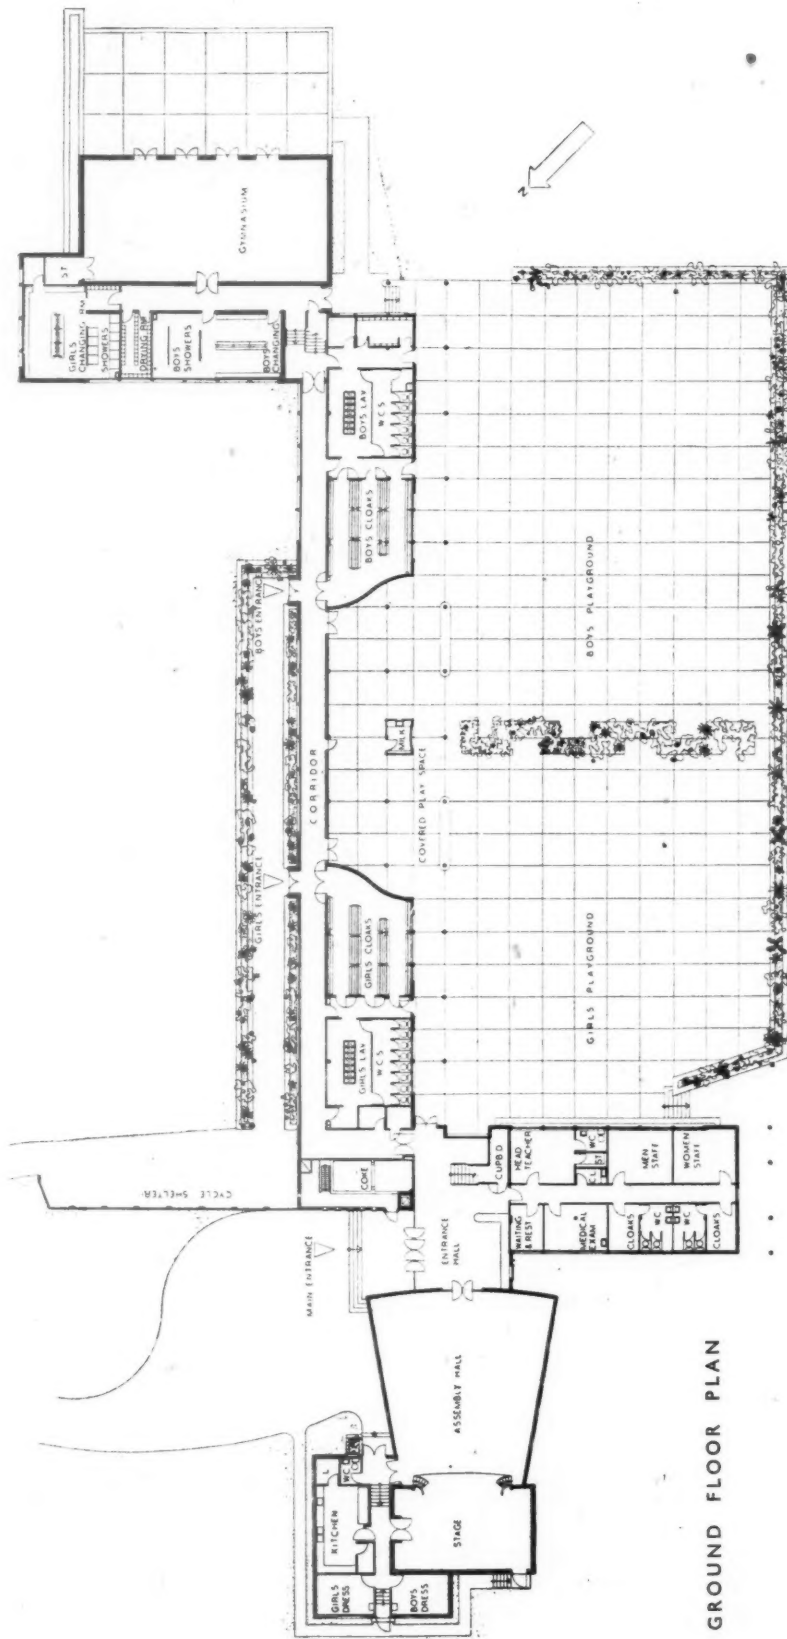 GYMNASIUM
ST
GIRLS
CHANGING RM
SHOWERS
DRYING RM
BOYS
SHOWERS
BOYS
CHANGING
N
BOYS LAV
W C S
BOYS CLOAKS
BOYS ENTRANCE
BOYS PLAYGROUND
CORRIDOR
MILK
COVERED PLAY SPACE
GIRLS ENTRANCE
GIRLS CLOAKS
GIRLS PLAYGROUND
GIRLS LAV
W C S
CYCLE SHELTER
COKE
CUPB'D
HEAD
TEACHER
WC
ST
CL
MEN
STAFF
WOMEN
STAFF
MAIN ENTRANCE
ENTRANCE
HALL
WAITING
& REST
MEDICAL
EXAM
CLOAKS
WC
WC
CLOAKS
ASSEMBLY HALL
L
WC
KITCHEN
STAGE
GIRLS
DRESS
BOYS
DRESS
GROUND FLOOR PLAN